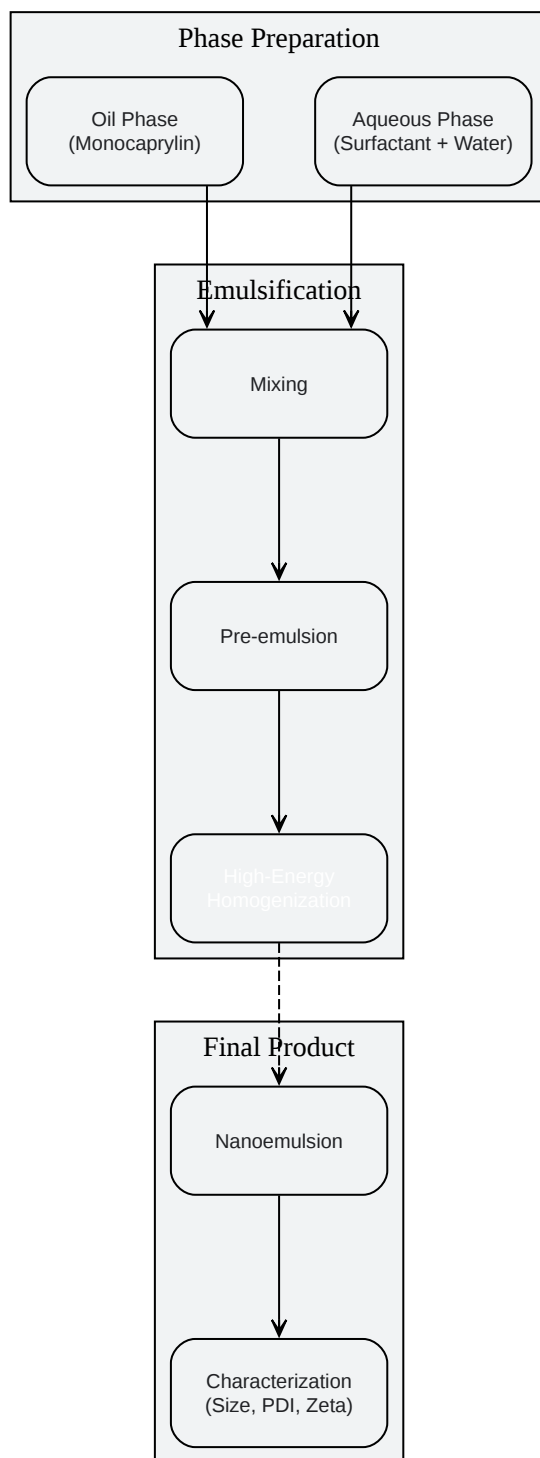 Phase Preparation
Oil Phase
(Monocaprylin)
Aqueous Phase
(Surfactant + Water)
Emulsification
Mixing
Pre-emulsion
High-Energy
Homogenization
Final Product
Nanoemulsion
Characterization
(Size, PDI, Zeta)